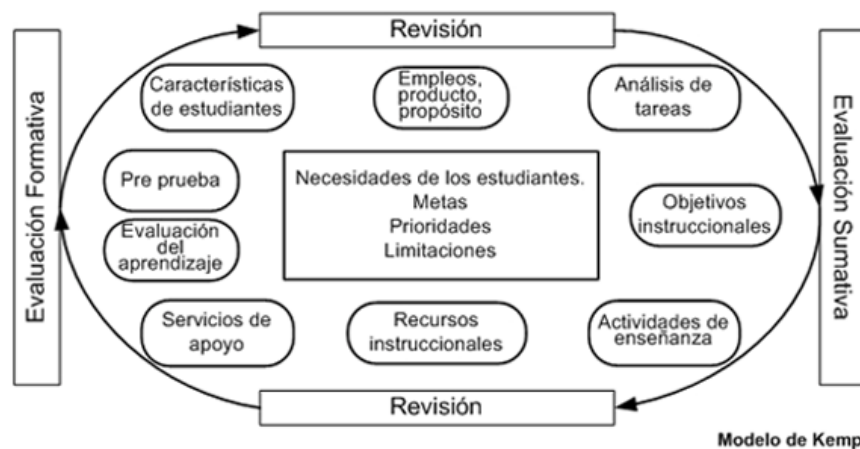 Revisión
Evaluación Formativa
Evaluación Sumativa
Características
de estudiantes
Empleos,
producto,
propósito
Análisis de
tareas
Pre prueba
Necesidades de los estudiantes.
Metas
Prioridades
Limitaciones
Objetivos
instruccionales
Evaluación
del
aprendizaje
Servicios de
apoyo
Recursos
instruccionales
Actividades de
enseñanza
Revisión
Modelo de Kemp